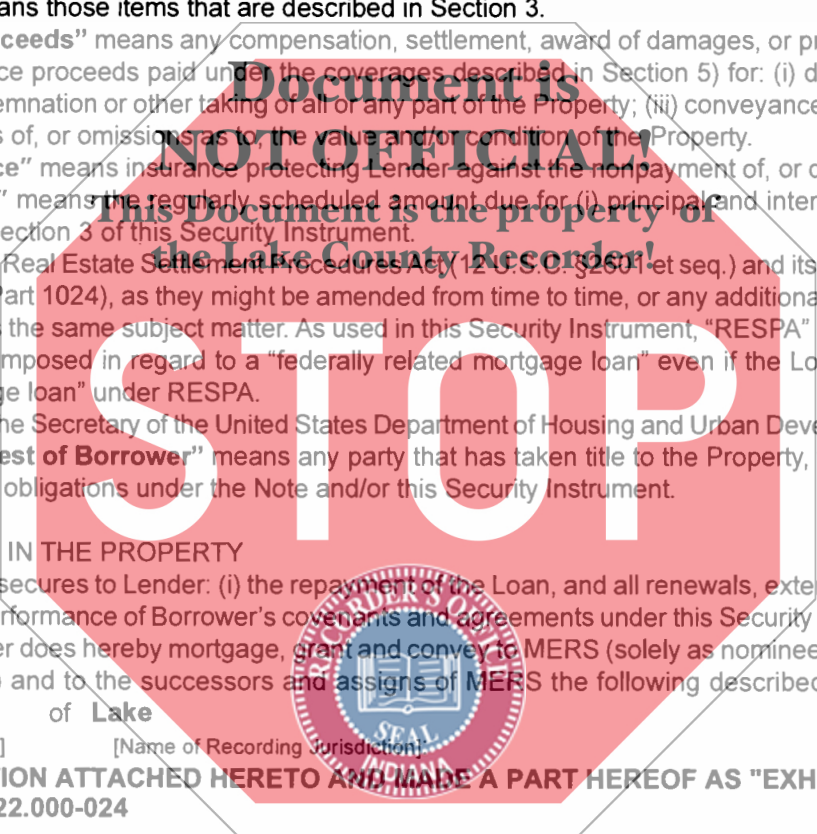 ans those items that are described in Section 3.
ceeds” means any compensation, settlement, award of damages, or pr
ce proceeds paid under the coverages described in Section 5) for: (i) d
emnation or other taking of all or any part of the Property; (iii) conveyance
s of, or omissions as to, the value and/or condition of the Property.
ce” means insurance protecting Lender against the nonpayment of, or d
” means the regularly scheduled amount due for (i) principal and inter
ection 3 of this Security Instrument.
Real Estate Settlement Procedures Act (12 U.S.C. §2601 et seq.) and its
art 1024), as they might be amended from time to time, or any additiona
s the same subject matter. As used in this Security Instrument, “RESPA”
mposed in regard to a “federally related mortgage loan” even if the Lo
ge loan” under RESPA.
he Secretary of the United States Department of Housing and Urban Deve
est of Borrower” means any party that has taken title to the Property,
obligations under the Note and/or this Security Instrument.
IN THE PROPERTY
secures to Lender: (i) the repayment of the Loan, and all renewals, exte
rformance of Borrower’s covenants and agreements under this Security
er does hereby mortgage, grant and convey to MERS (solely as nominee
) and to the successors and assigns of MERS the following described
of Lake
] [Name of Recording Jurisdiction]:
TION ATTACHED HERETO AND MADE A PART HEREOF AS "EXH
22.000-024
Document is
NOT OFFICIAL!
This Document is the property of
the Lake County Recorder!
STOP
RECORDER'S OFFICE
SEAL
INDIANA